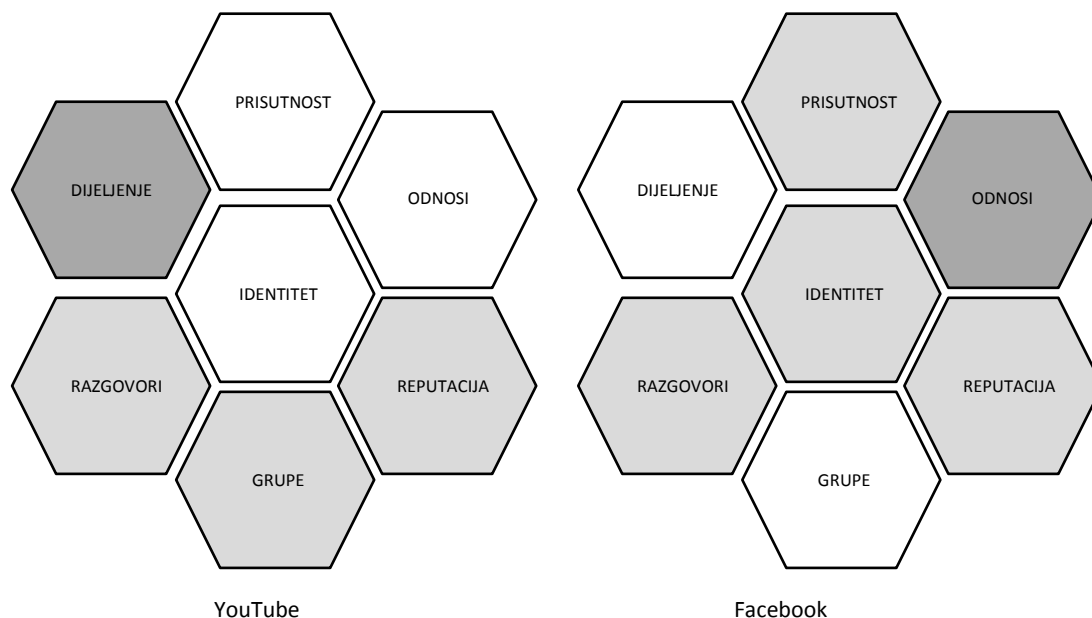 PRISUTNOST
DIJELJENJE
ODNOSI
IDENTITET
RAZGOVORI
REPUTACIJA
GRUPE
YouTube
PRISUTNOST
DIJELJENJE
ODNOSI
IDENTITET
RAZGOVORI
REPUTACIJA
GRUPE
Facebook